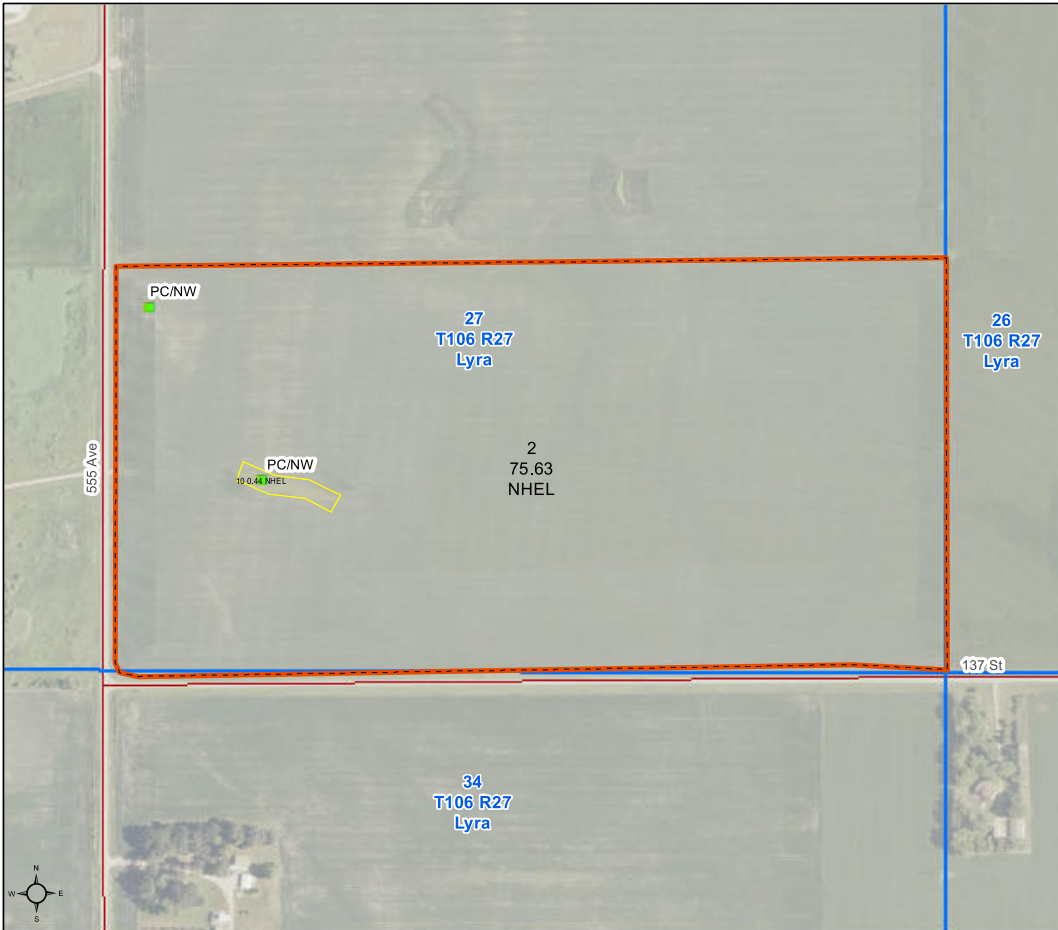 PC/NW
27
T106 R27
Lyra
26
T106 R27
Lyra
555 Ave
PC/NW
10 0.44 NHEL
2
75.63
NHEL
137 St
34
T106 R27
Lyra
N
W
E
S